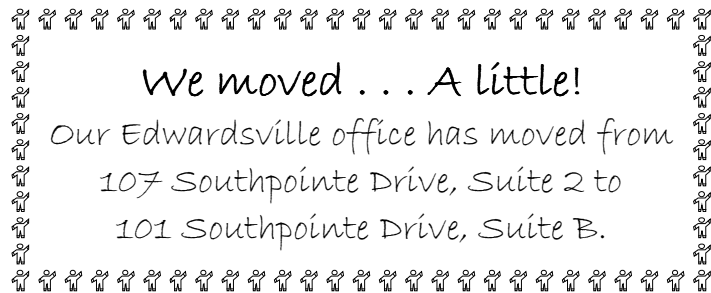 We moved . . . A little!
Our Edwardsville office has moved from
107 Southpointe Drive, Suite 2 to
101 Southpointe Drive, Suite B.